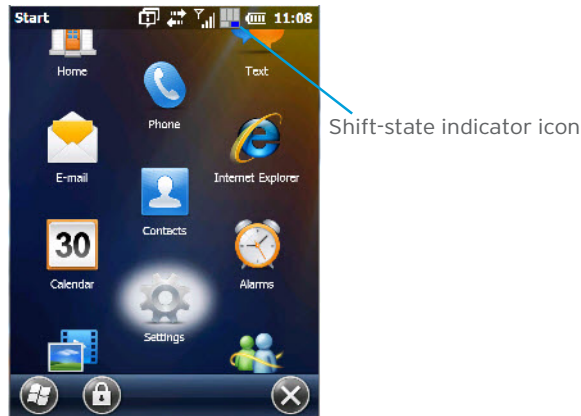 Start
11:08
Home
Text
Phone
Shift-state indicator icon
E-mail
Internet Explorer
Contacts
30
Calendar
Alarms
Settings